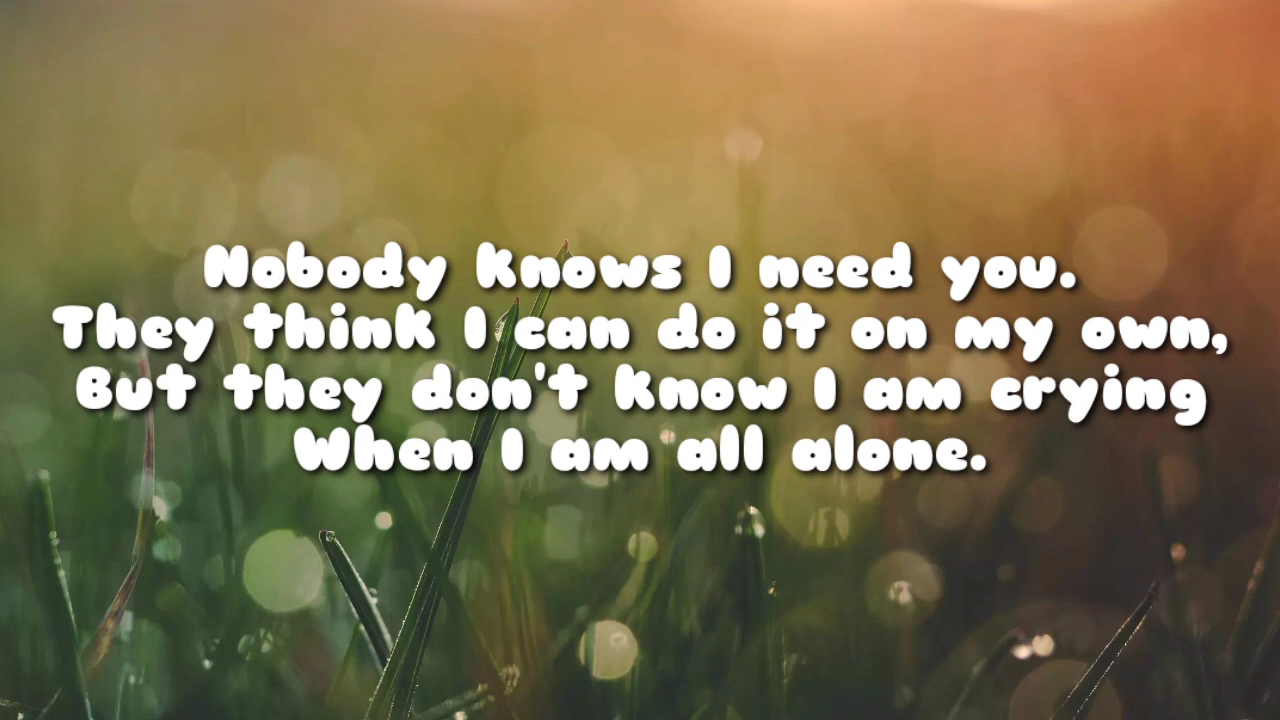 Nobody knows I need you.
They think I can do it on my own,
But they don't know I am crying
When I am all alone.